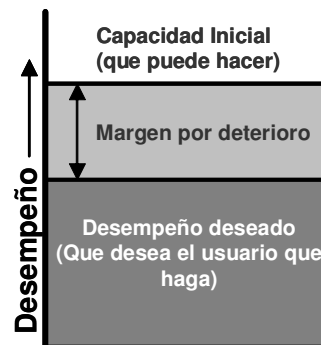 Capacidad Inicial
(que puede hacer)
Margen por deterioro
Desempeño deseado
(Que desea el usuario que
haga)
Desempeño